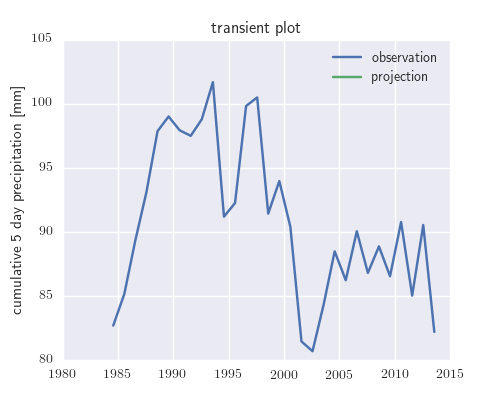 transient plot
105
100
95
90
85
80
cumulative 5 day precipitation [mm]
observation
projection
1980 1985 1990 1995 2000 2005 2010 2015